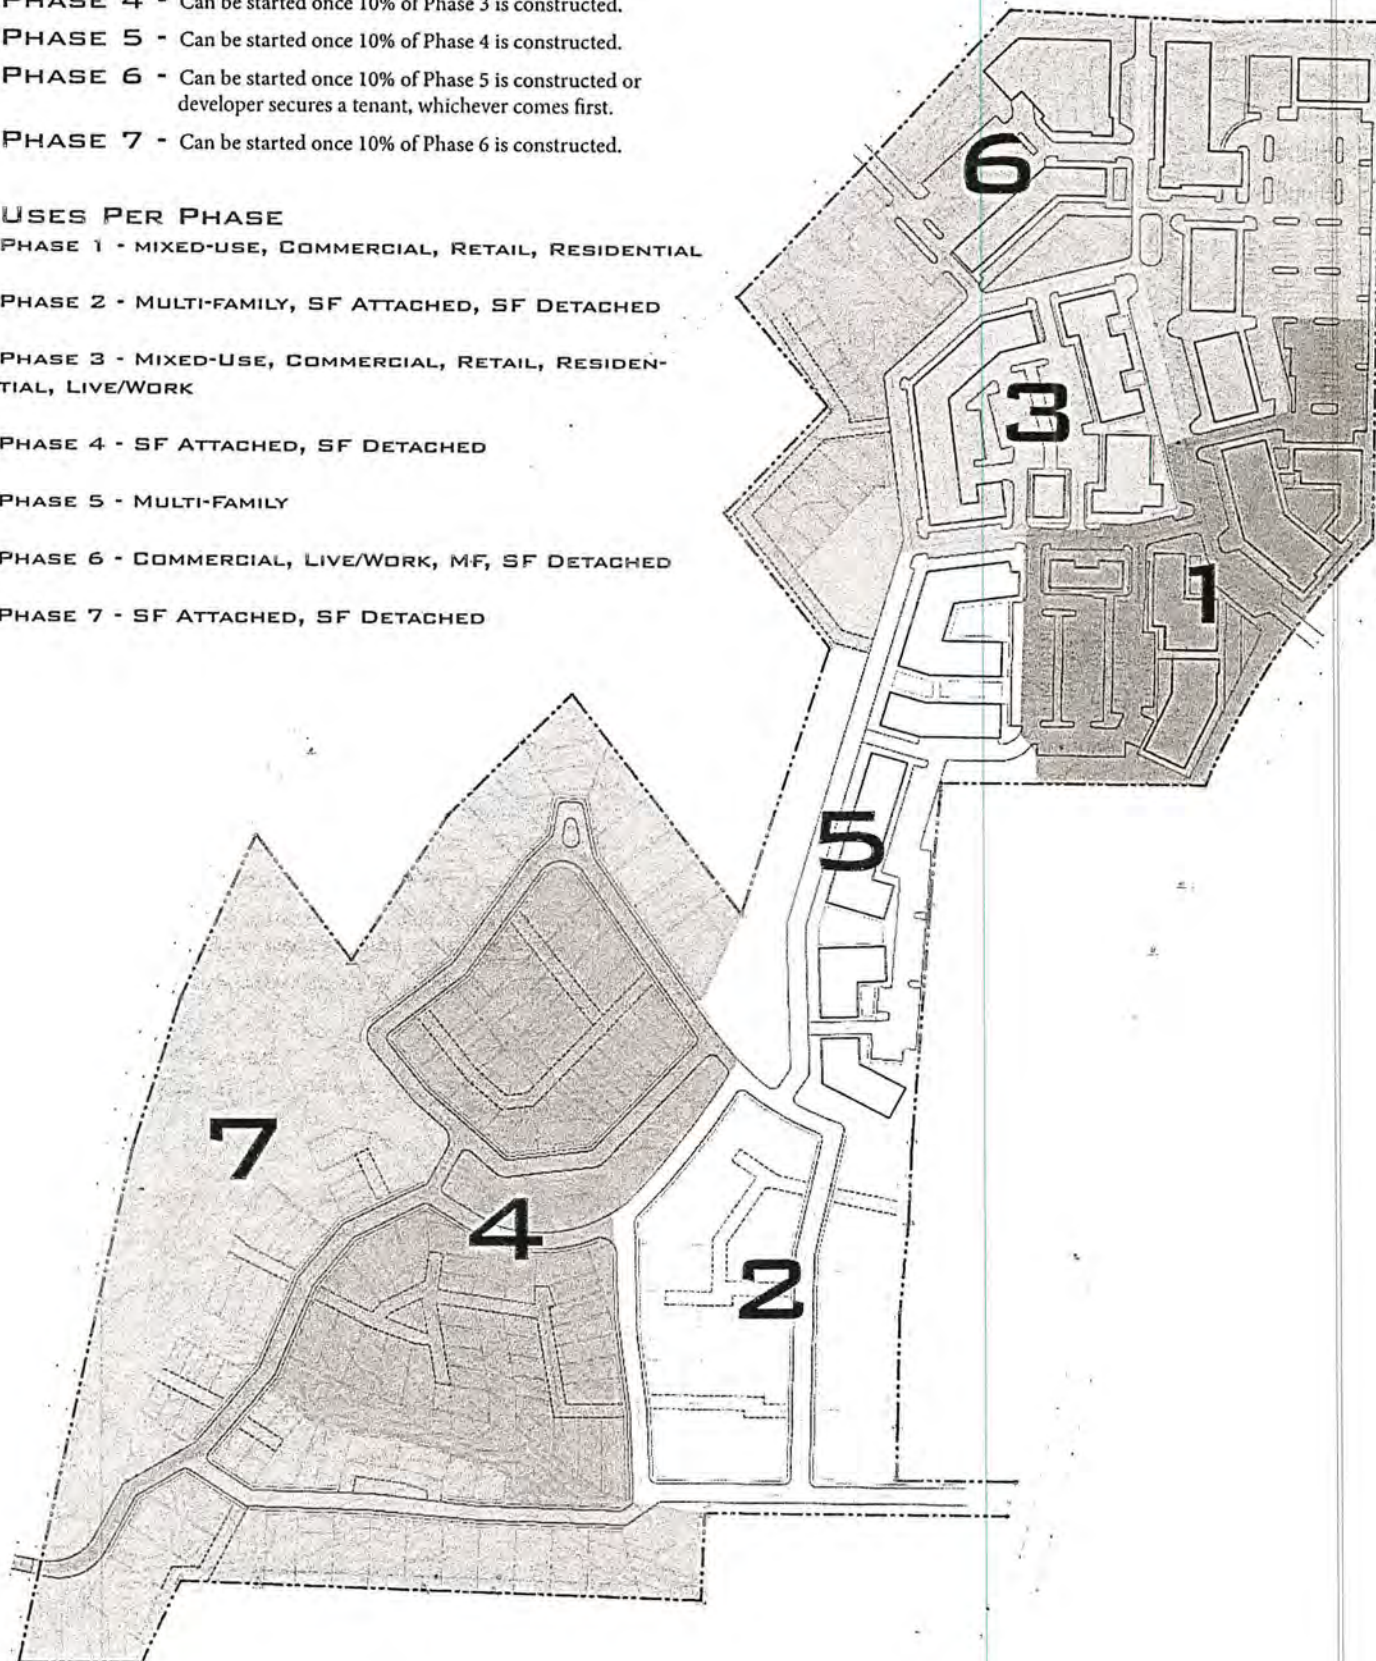 PHASE 4 - Can be started once 10% of Phase 3 is constructed.
PHASE 5 - Can be started once 10% of Phase 4 is constructed.
PHASE 6 - Can be started once 10% of Phase 5 is constructed or
developer secures a tenant, whichever comes first.
PHASE 7 - Can be started once 10% of Phase 6 is constructed.
USES PER PHASE
PHASE 1 - MIXED-USE, COMMERCIAL, RETAIL, RESIDENTIAL
PHASE 2 - MULTI-FAMILY, SF ATTACHED, SF DETACHED
PHASE 3 - MIXED-USE, COMMERCIAL, RETAIL, RESIDEN-
TIAL, LIVE/WORK
PHASE 4 - SF ATTACHED, SF DETACHED
PHASE 5 - MULTI-FAMILY
PHASE 6 - COMMERCIAL, LIVE/WORK, MF, SF DETACHED
PHASE 7 - SF ATTACHED, SF DETACHED
6
3
1
5
7
4
2